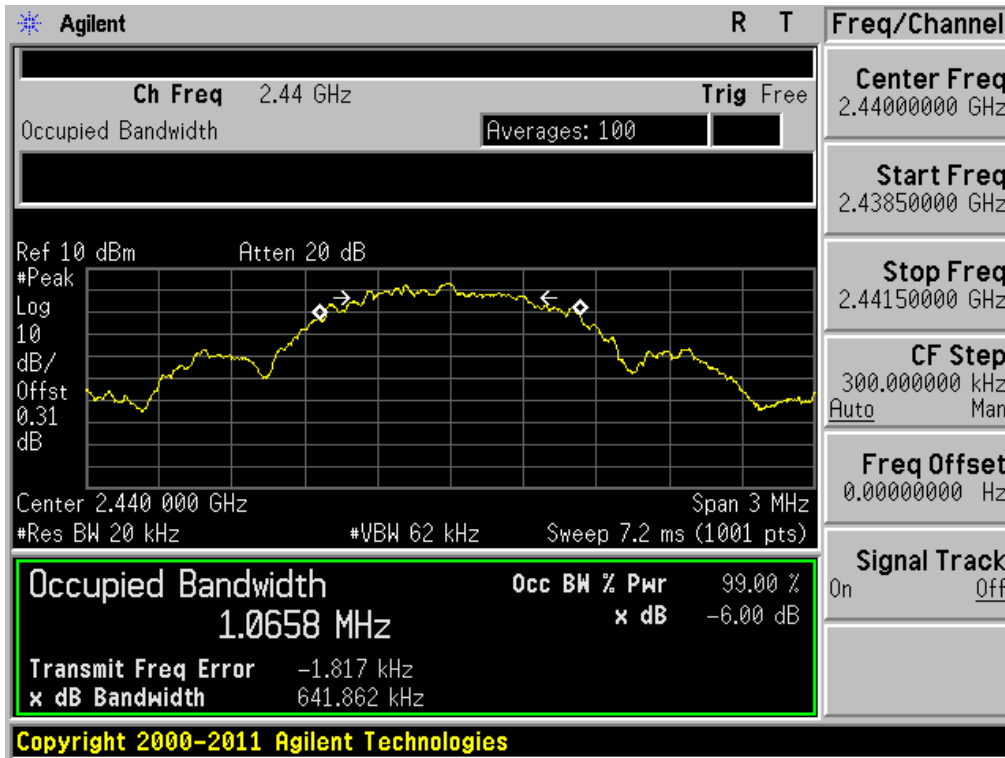 Agilent R T
Freq/Channel
Ch Freq 2.44 GHz Trig Free
Occupied Bandwidth Averages: 100
Center Freq
2.44000000 GHz
Start Freq
2.43850000 GHz
Stop Freq
2.44150000 GHz
CF Step
300.000000 kHz
Auto Man
Freq Offset
0.00000000 Hz
Signal Track
On Off
Ref 10 dBm Atten 20 dB
#Peak
Log
10
dB/
Offst
0.31
dB
Center 2.440 000 GHz Span 3 MHz
#Res BW 20 kHz #VBW 62 kHz Sweep 7.2 ms (1001 pts)
Occupied Bandwidth Occ BW % Pwr 99.00 %
1.0658 MHz x dB -6.00 dB
Transmit Freq Error -1.817 kHz
x dB Bandwidth 641.862 kHz
Copyright 2000-2011 Agilent Technologies